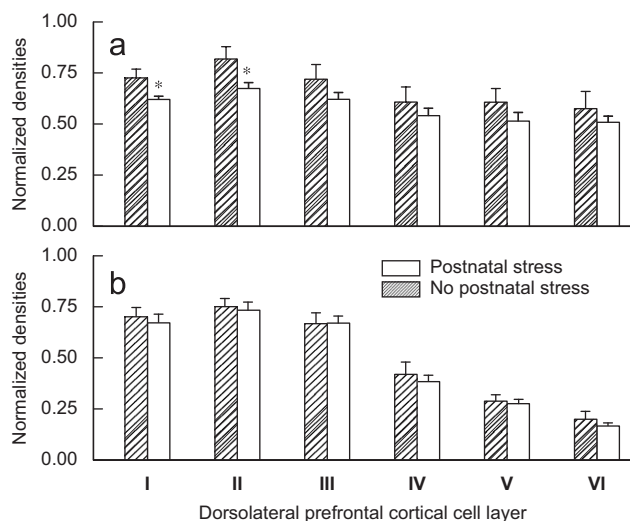 1.00
a
0.75
*
*
0.50
0.25
0.00
Normalized densities
1.00
b
Postnatal stress
No postnatal stress
0.75
0.50
0.25
0.00
Normalized densities
I II III IV V VI
Dorsolateral prefrontal cortical cell layer